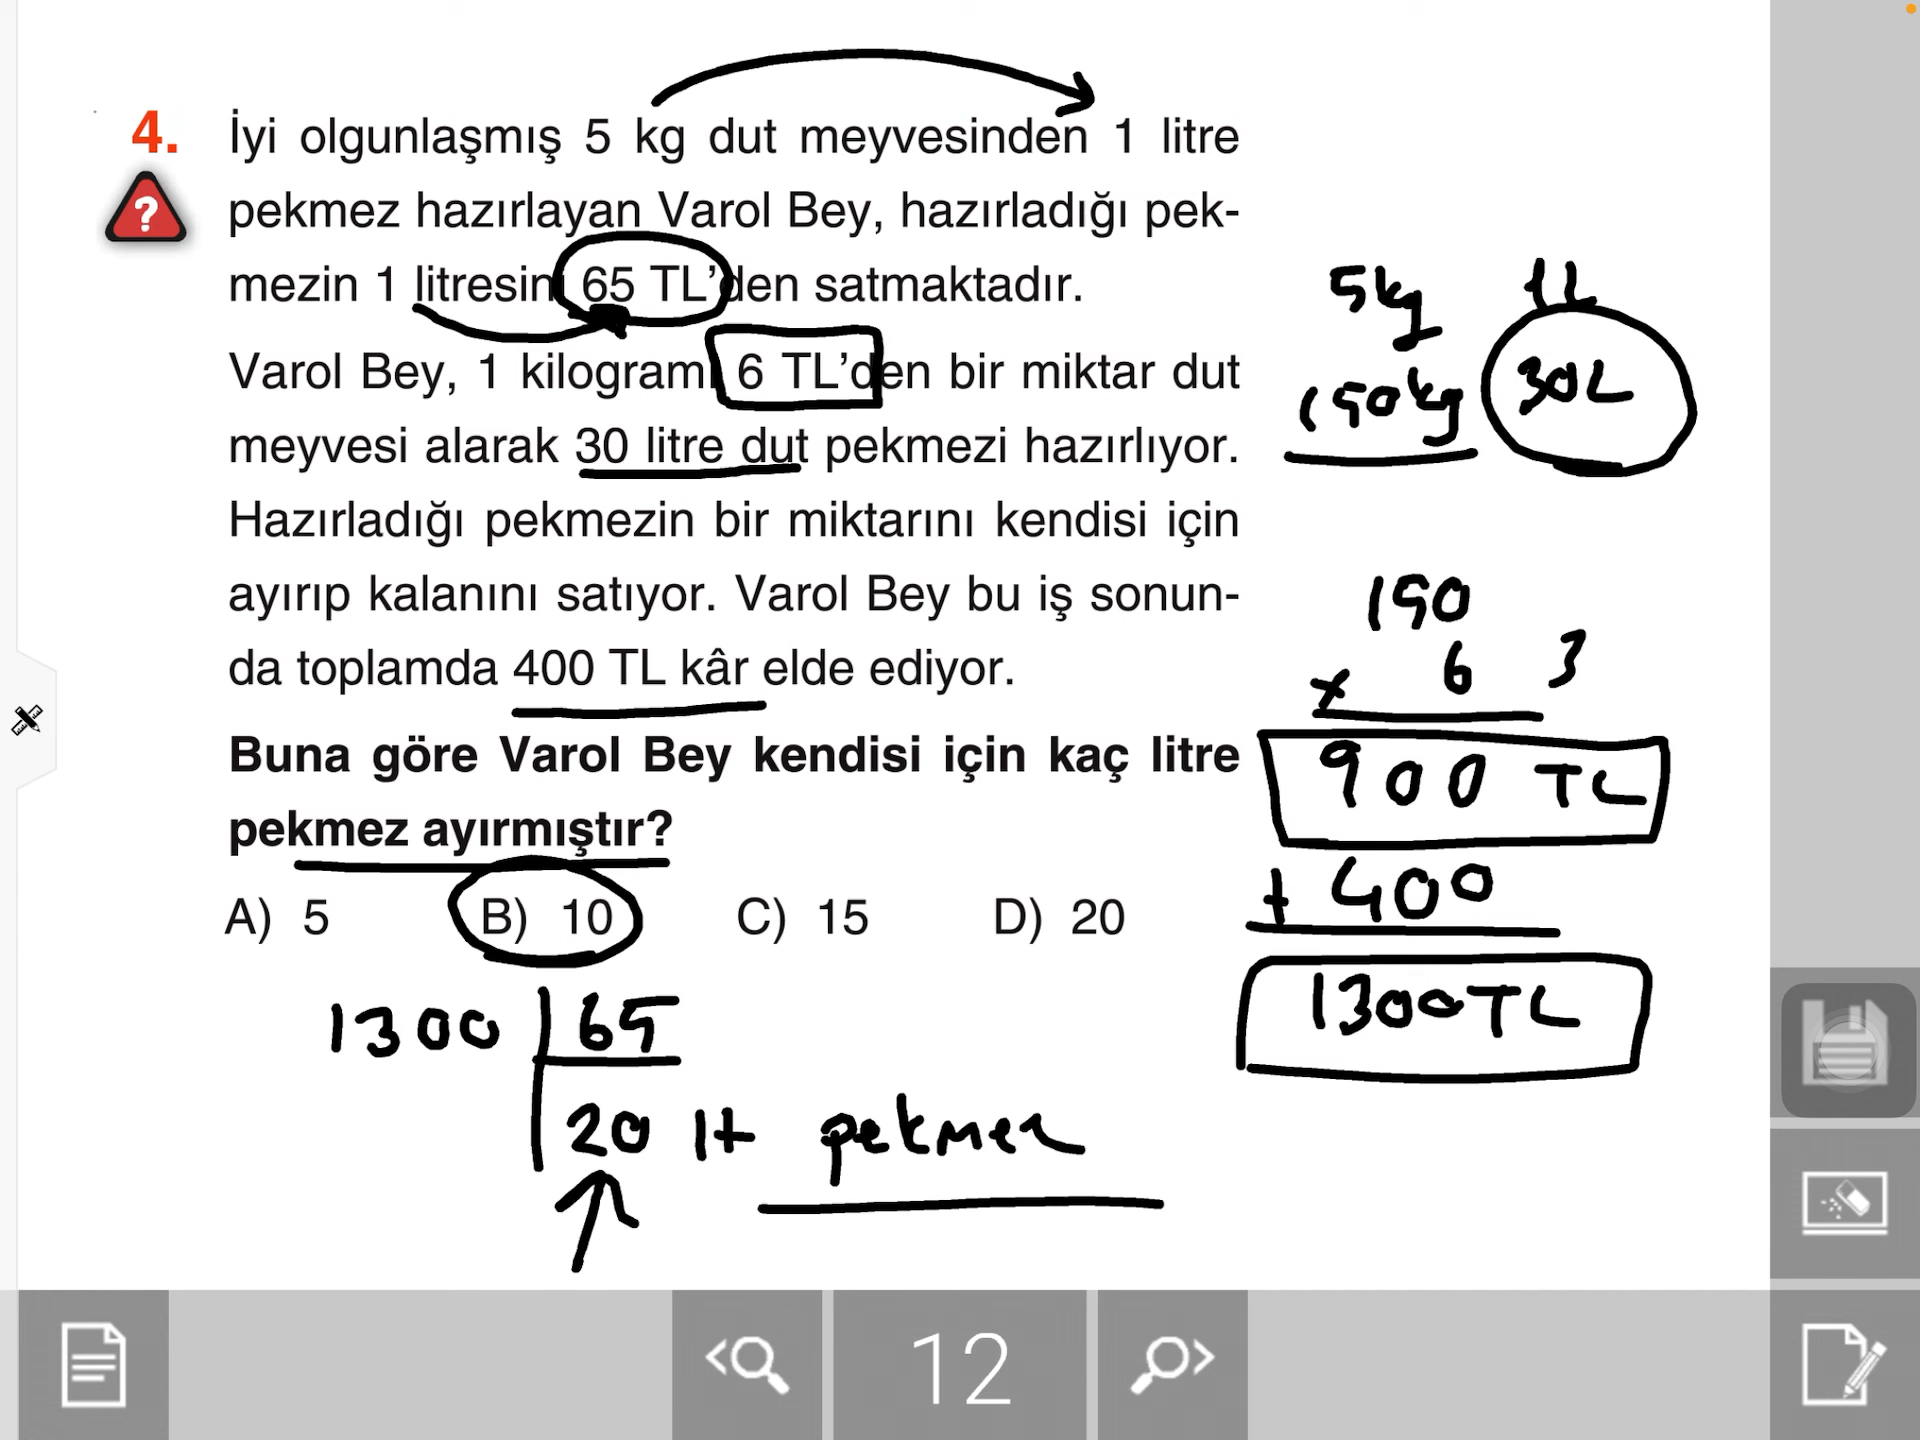 4. İyi olgunlaşmış 5 kg dut meyvesinden 1 litre
pekmez hazırlayan Varol Bey, hazırladığı pek-
mezin 1 litresini 65 TL'den satmaktadır.
Varol Bey, 1 kilogramı 6 TL'den bir miktar dut
meyvesi alarak 30 litre dut pekmezi hazırlıyor.
Hazırladığı pekmezin bir miktarını kendisi için
ayırıp kalanını satıyor. Varol Bey bu iş sonun-
da toplamda 400 TL kâr elde ediyor.
Buna göre Varol Bey kendisi için kaç litre
pekmez ayırmıştır?
A) 5 B) 10 C) 15 D) 20
5kg 1L
150kg 30L
150
x 6 3
900 TL
+ 400
1300 TL
1300 65
20 lt pekmez
?
12